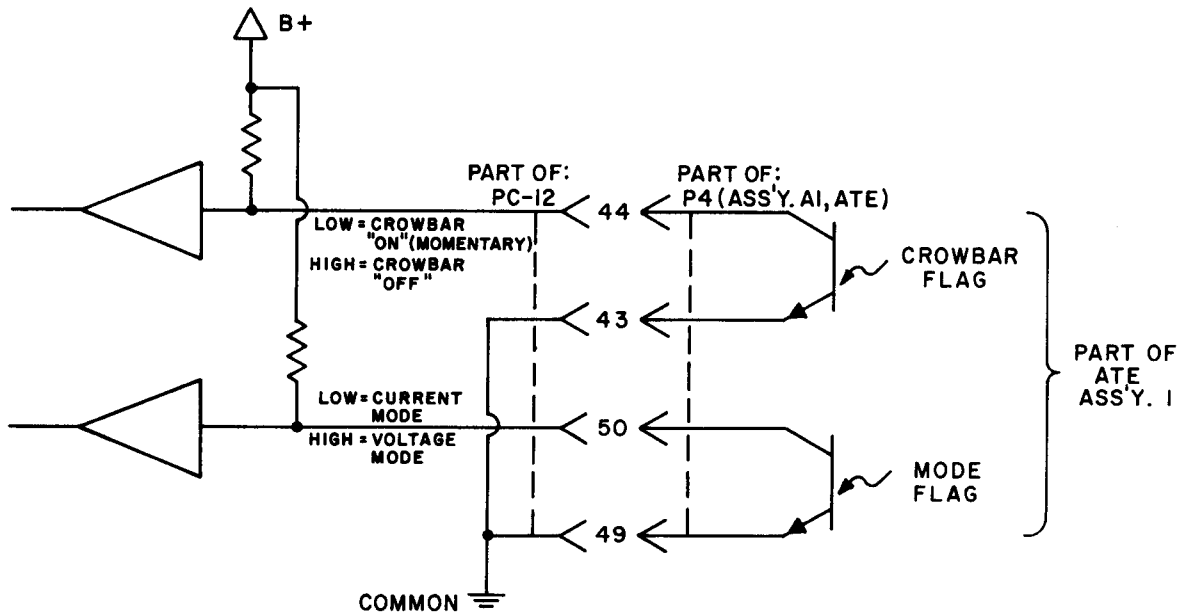 B+
PART OF:
PC-12
PART OF:
P4 (ASS'Y. A1, ATE)
44
LOW = CROWBAR
"ON" (MOMENTARY)
HIGH = CROWBAR
"OFF"
CROWBAR
FLAG
43
PART OF
ATE
ASS'Y. 1
LOW = CURRENT
MODE
50
HIGH = VOLTAGE
MODE
MODE
FLAG
49
COMMON